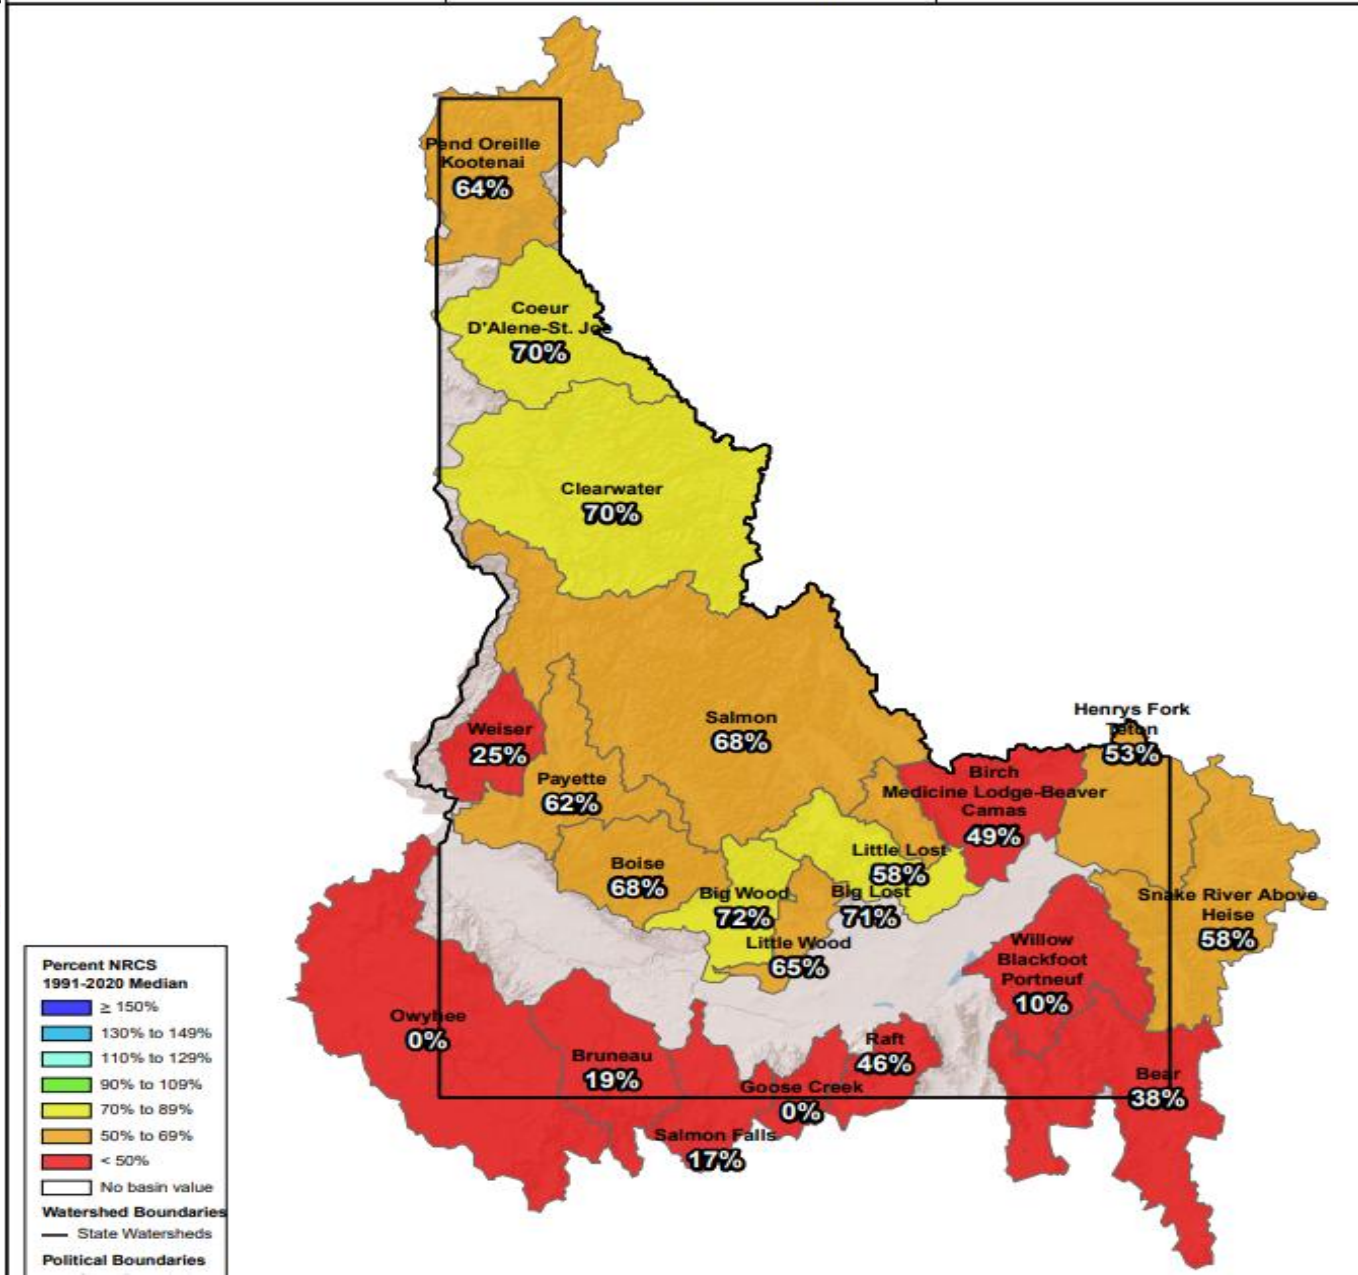 Pend Oreille
Kootenai
64%
Coeur
D'Alene-St. Joe
70%
Clearwater
70%
Salmon
68%
Weiser
25%
Payette
62%
Henrys Fork
Teton
53%
Birch
Medicine Lodge-Beaver
Camas
49%
Little Lost
58%
Boise
68%
Big Wood
72%
Big Lost
71%
Snake River Above
Heise
58%
Little Wood
65%
Willow
Blackfoot
Portneuf
10%
Owyhee
0%
Bruneau
19%
Raft
46%
Goose Creek
0%
Bear
38%
Salmon Falls
17%
Percent NRCS
1991-2020 Median
≥ 150%
130% to 149%
110% to 129%
90% to 109%
70% to 89%
50% to 69%
< 50%
No basin value
Watershed Boundaries
State Watersheds
Political Boundaries